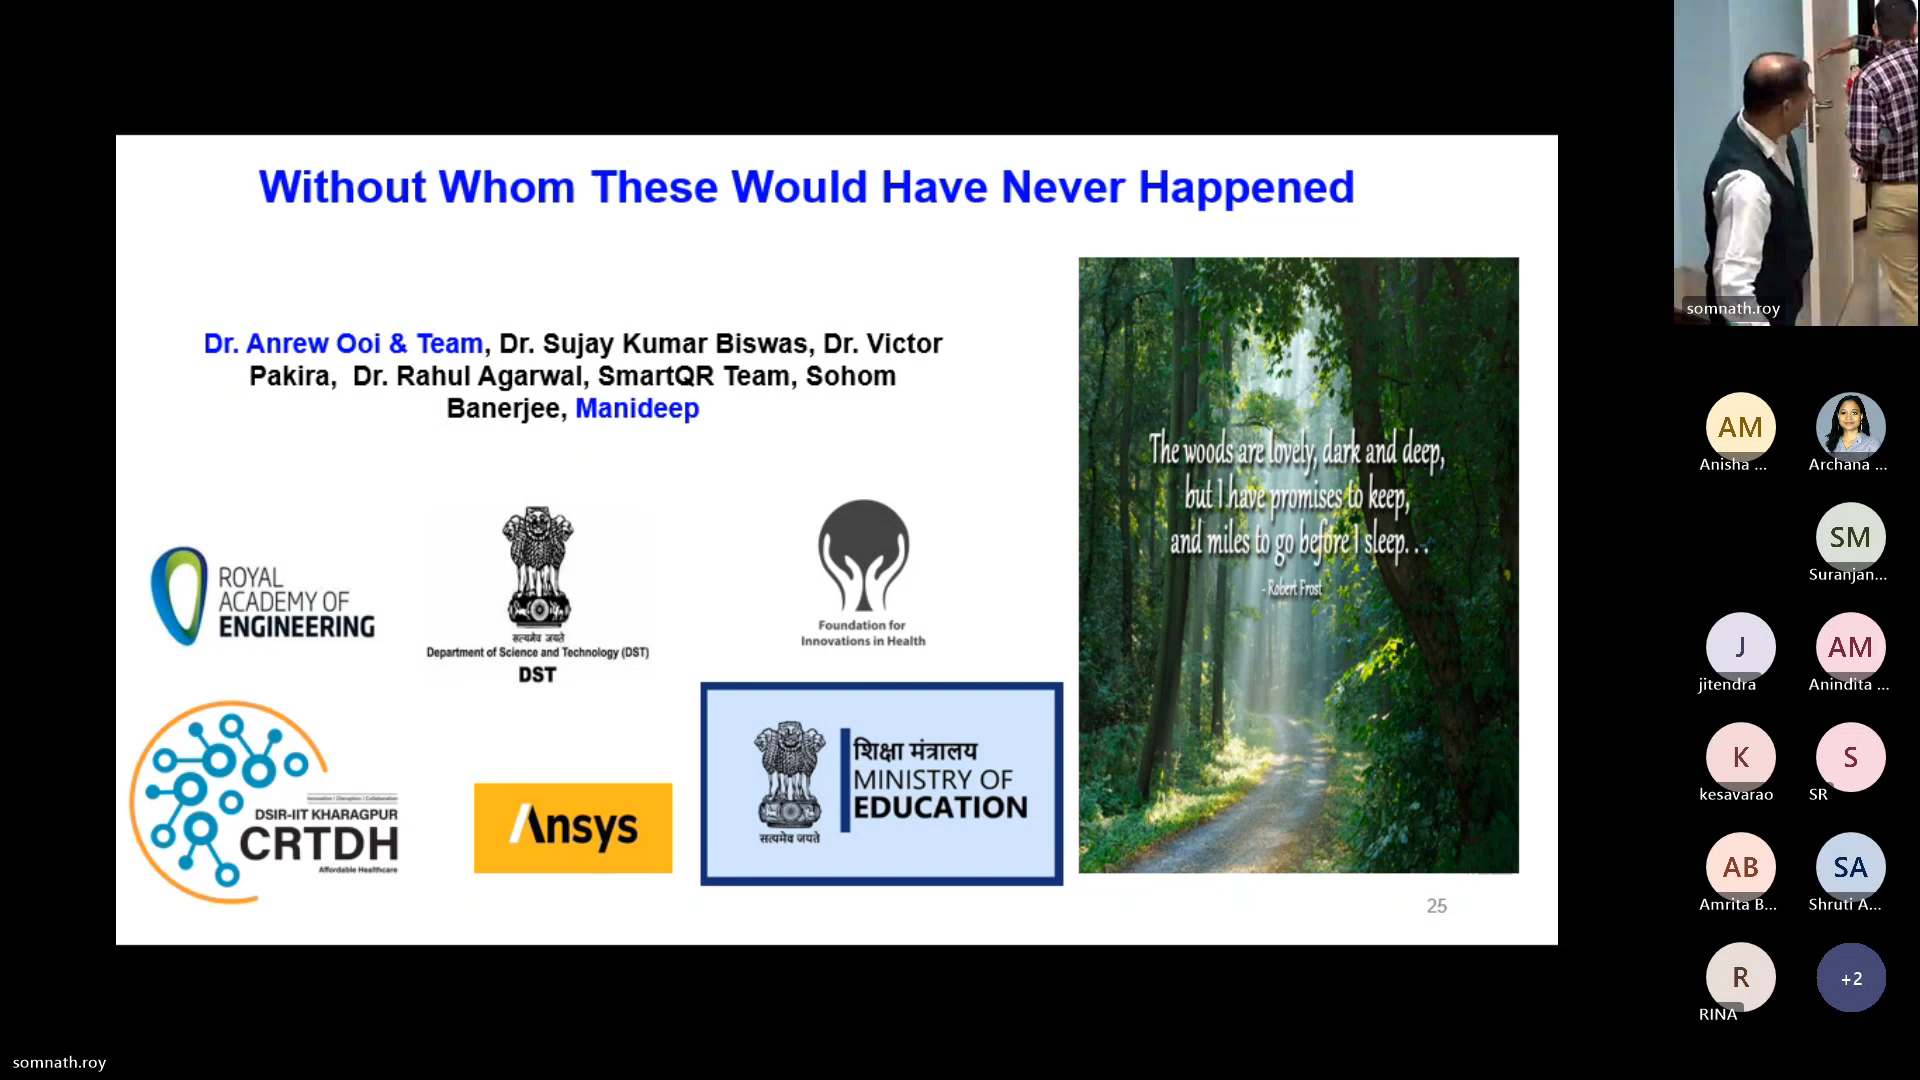 Without Whom These Would Have Never Happened
Dr. Anrew Ooi & Team, Dr. Sujay Kumar Biswas, Dr. Victor
Pakira, Dr. Rahul Agarwal, SmartQR Team, Sohom
Banerjee, Manideep
ROYAL
ACADEMY OF
ENGINEERING
सत्यमेव जयते
Department of Science and Technology (DST)
DST
Foundation for
Innovations in Health
Innovation | Disruption | Collaboration
DSIR-IIT KHARAGPUR
CRTDH
Affordable Healthcare
Ansys
सत्यमेव जयते
शिक्षा मंत्रालय
MINISTRY OF
EDUCATION
The woods are lovely, dark and deep,
but I have promises to keep,
and miles to go before I sleep. . .
- Robert Frost
25
somnath.roy
AM
Anisha ...
Archana ...
SM
Suranjan...
J
jitendra
AM
Anindita ...
K
kesavarao
S
SR
AB
Amrita B...
SA
Shruti A...
R
RINA
+2
somnath.roy